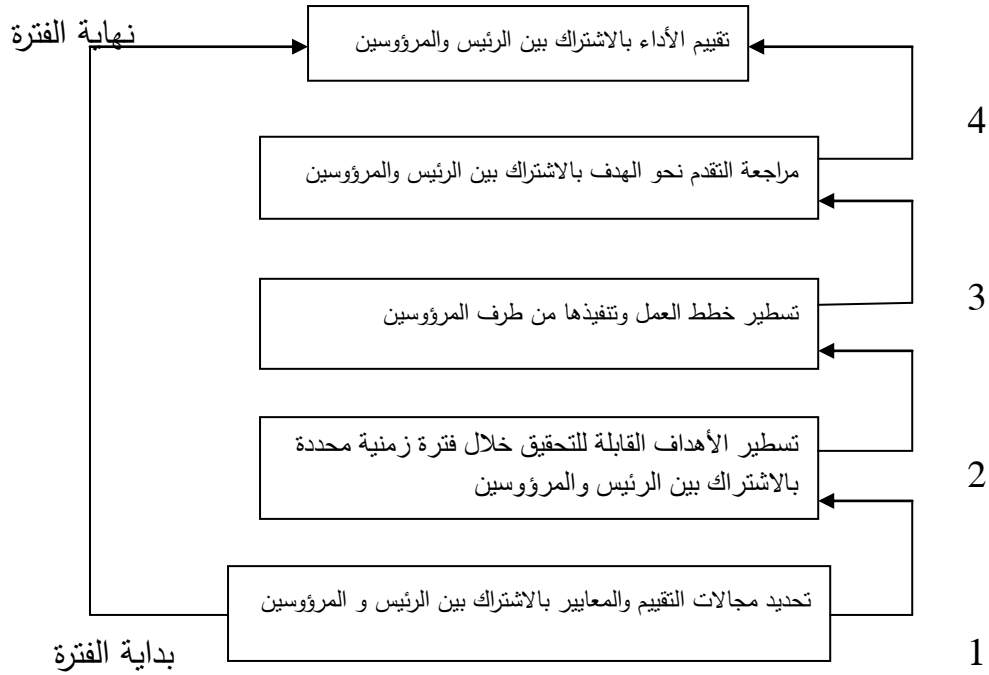 نهاية الفترة
تقييم الأداء بالاشتراك بين الرئيس والمرؤوسين
4
مراجعة التقدم نحو الهدف بالاشتراك بين الرئيس والمرؤوسين
3
تسطير خطط العمل وتنفيذها من طرف المرؤوسين
تسطير الأهداف القابلة للتحقيق خلال فترة زمنية محددة
بالاشتراك بين الرئيس والمرؤوسين
2
تحديد مجالات التقييم والمعايير بالاشتراك بين الرئيس و المرؤوسين
1
بداية الفترة